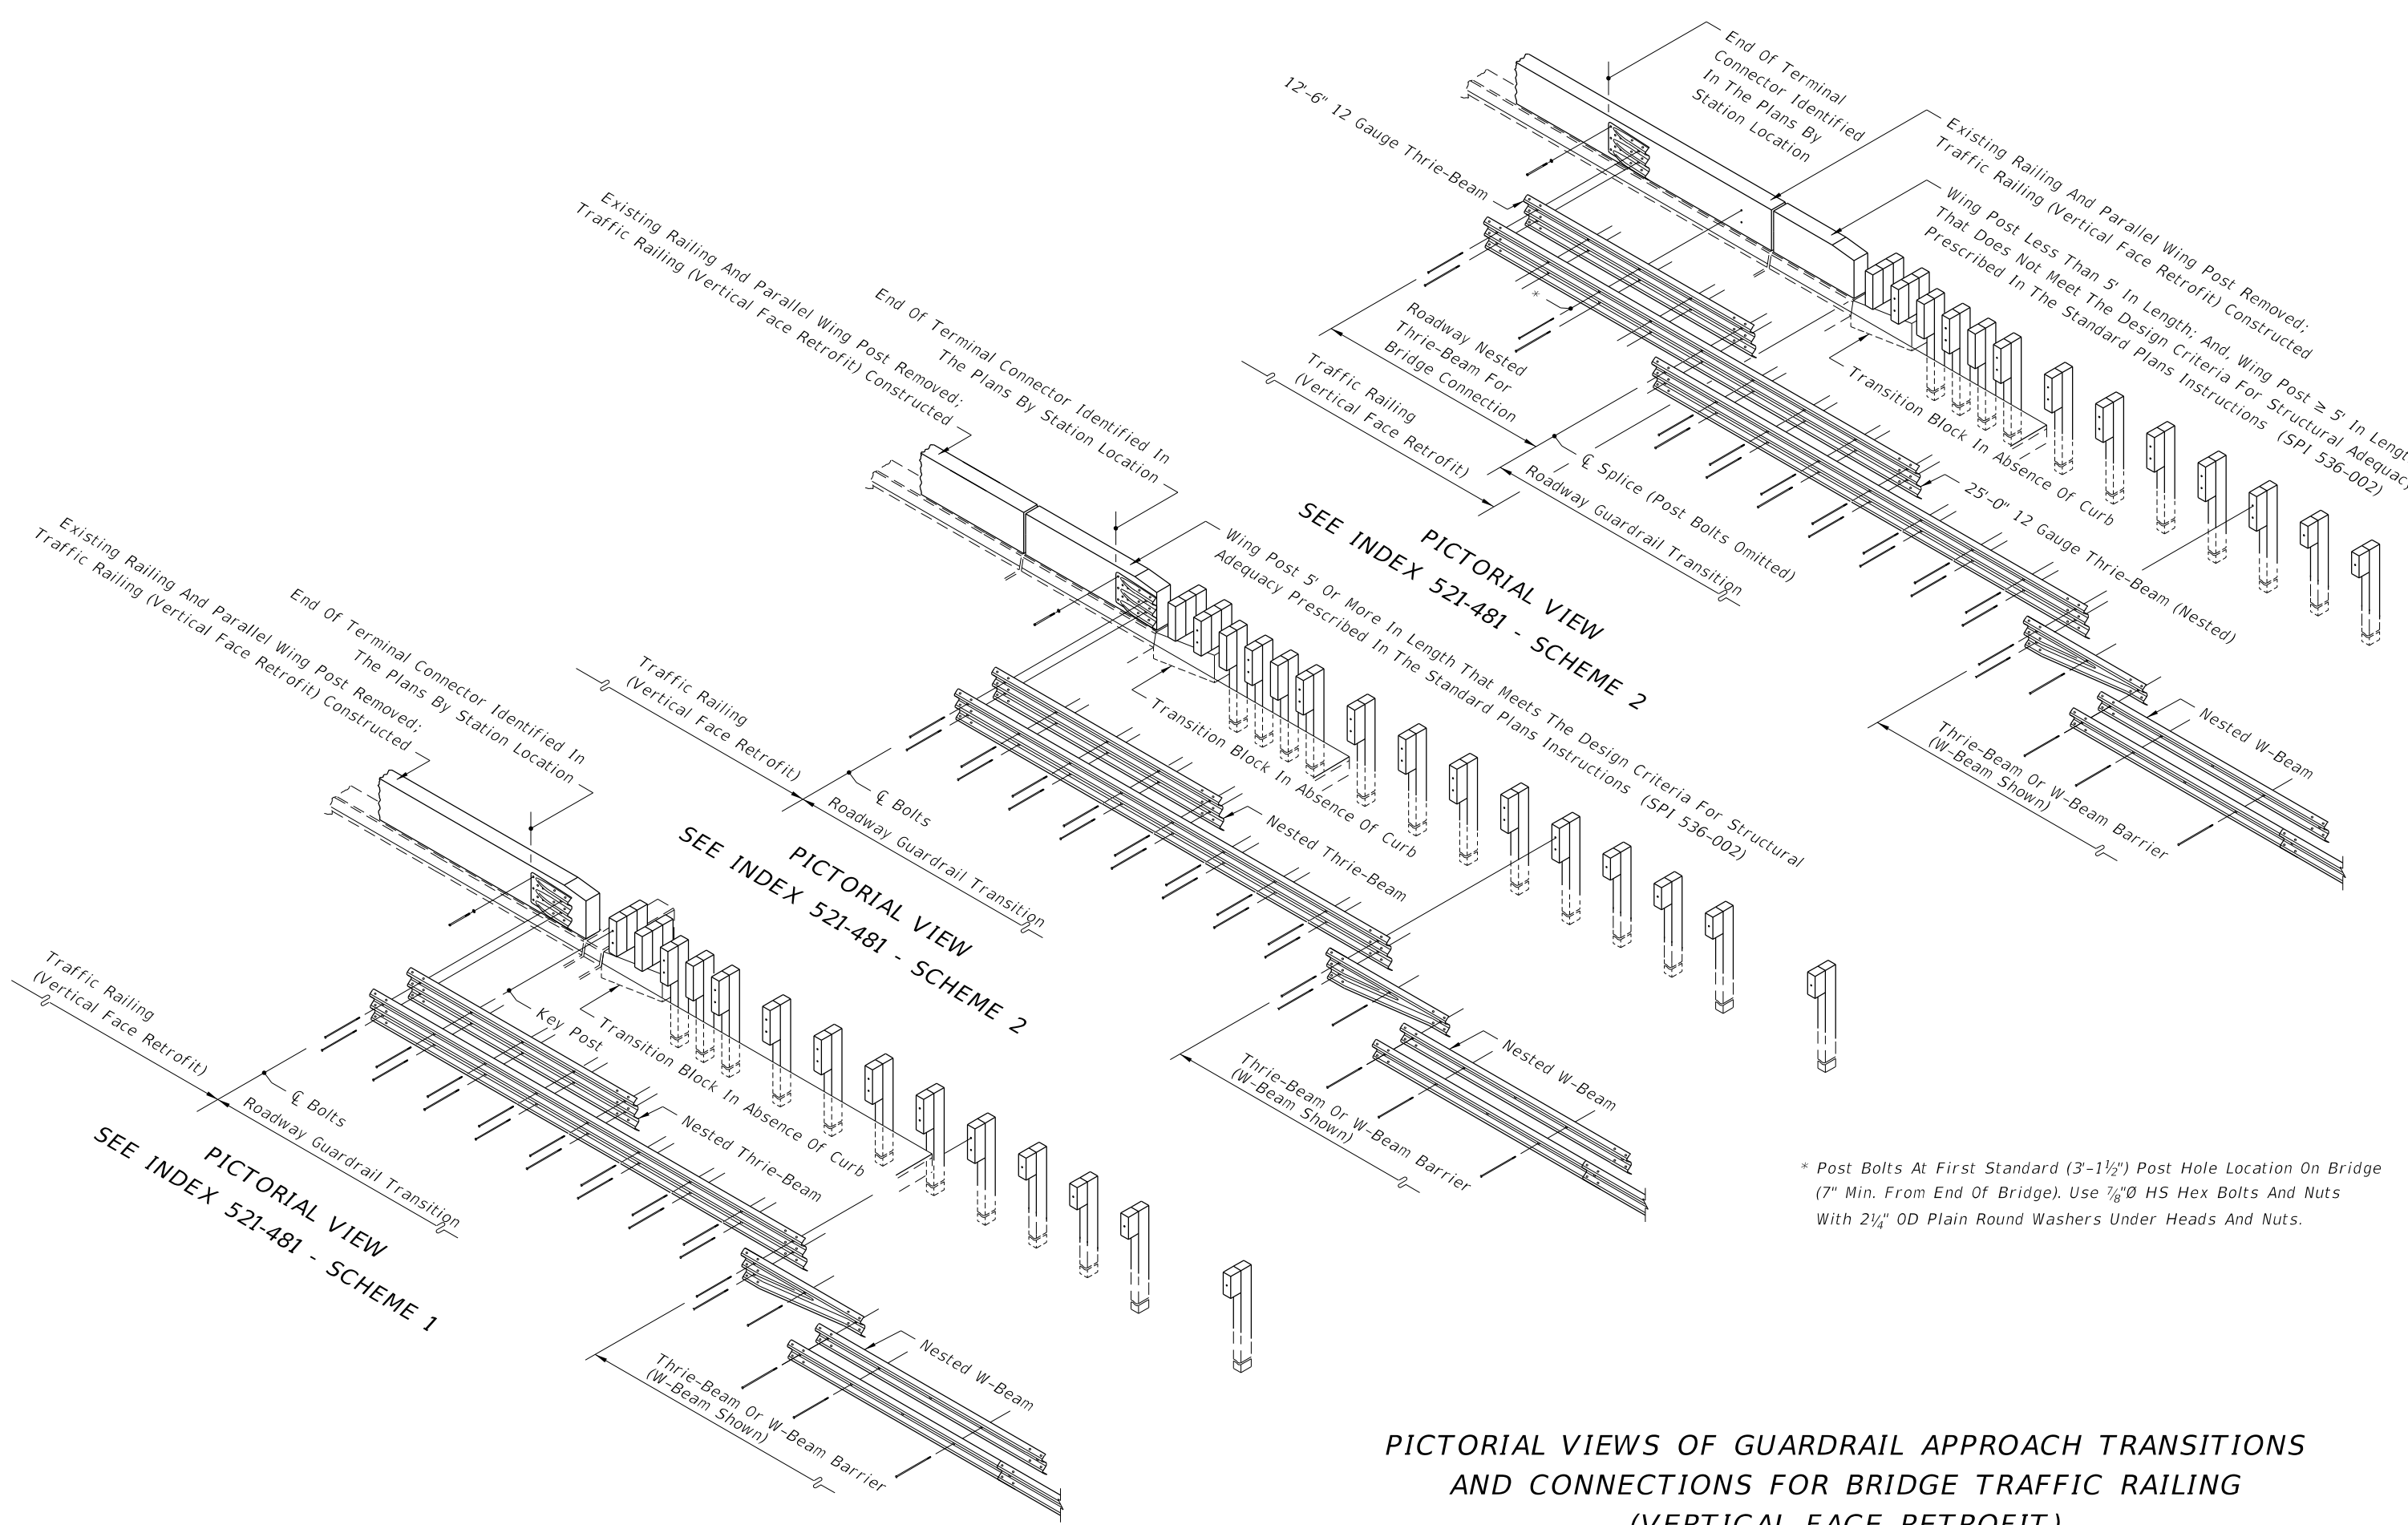 End Of Terminal
Connector Identified
In The Plans By
Station Location
12'-6" 12 Gauge Thrie-Beam
Existing Railing And Parallel Wing Post Removed;
Traffic Railing (Vertical Face Retrofit) Constructed
Wing Post Less Than 5' In Length; And, Wing Post ≥ 5' In
That Does Not Meet The Design Criteria For Structural
Prescribed In The Standard Plans Instructions (SPI 536-002)
*
Roadway Nested
Thrie-Beam For
Bridge Connection
Traffic Railing
(Vertical Face Retrofit)
Transition Block In Absence Of Curb
℄ Splice (Post Bolts Omitted)
Roadway Guardrail Transition
25'-0" 12 Gauge Thrie-Beam (Nested)
PICTORIAL VIEW
SEE INDEX 521-481 - SCHEME 2
Nested W-Beam
Thrie-Beam Or W-Beam Barrier
(W-Beam Shown)
Existing Railing And Parallel Wing Post Removed;
Traffic Railing (Vertical Face Retrofit) Constructed
End Of Terminal Connector Identified In
The Plans By Station Location
Wing Post 5' Or More In Length That Meets The Design Criteria For Structural
Adequacy Prescribed In The Standard Plans Instructions (SPI 536-002)
Traffic Railing
(Vertical Face Retrofit)
Transition Block In Absence Of Curb
℄ Bolts
Roadway Guardrail Transition
Nested Thrie-Beam
PICTORIAL VIEW
SEE INDEX 521-481 - SCHEME 2
Nested W-Beam
Thrie-Beam Or W-Beam Barrier
(W-Beam Shown)
Existing Railing And Parallel Wing Post Removed;
Traffic Railing (Vertical Face Retrofit) Constructed
End Of Terminal Connector Identified In
The Plans By Station Location
Traffic Railing
(Vertical Face Retrofit)
Key Post
Transition Block In Absence Of Curb
℄ Bolts
Roadway Guardrail Transition
Nested Thrie-Beam
PICTORIAL VIEW
SEE INDEX 521-481 - SCHEME 1
Nested W-Beam
Thrie-Beam Or W-Beam Barrier
(W-Beam Shown)
* Post Bolts At First Standard (3'-1½") Post Hole Location On Bridge
(7" Min. From End Of Bridge). Use ⅞"Ø HS Hex Bolts And Nuts
With 2¼" OD Plain Round Washers Under Heads And Nuts.
PICTORIAL VIEWS OF GUARDRAIL APPROACH TRANSITIONS
AND CONNECTIONS FOR BRIDGE TRAFFIC RAILING
(VERTICAL FACE RETROFIT)